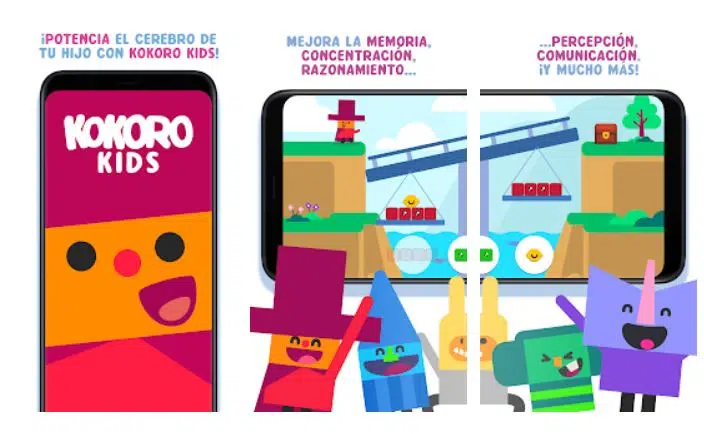 ¡POTENCIA EL CEREBRO DE
TU HIJO CON KOKORO KIDS!
KOKORO
KIDS
MEJORA LA MEMORIA,
CONCENTRACIÓN,
RAZONAMIENTO...
...PERCEPCIÓN,
COMUNICACIÓN.
¡Y MUCHO MÁS!